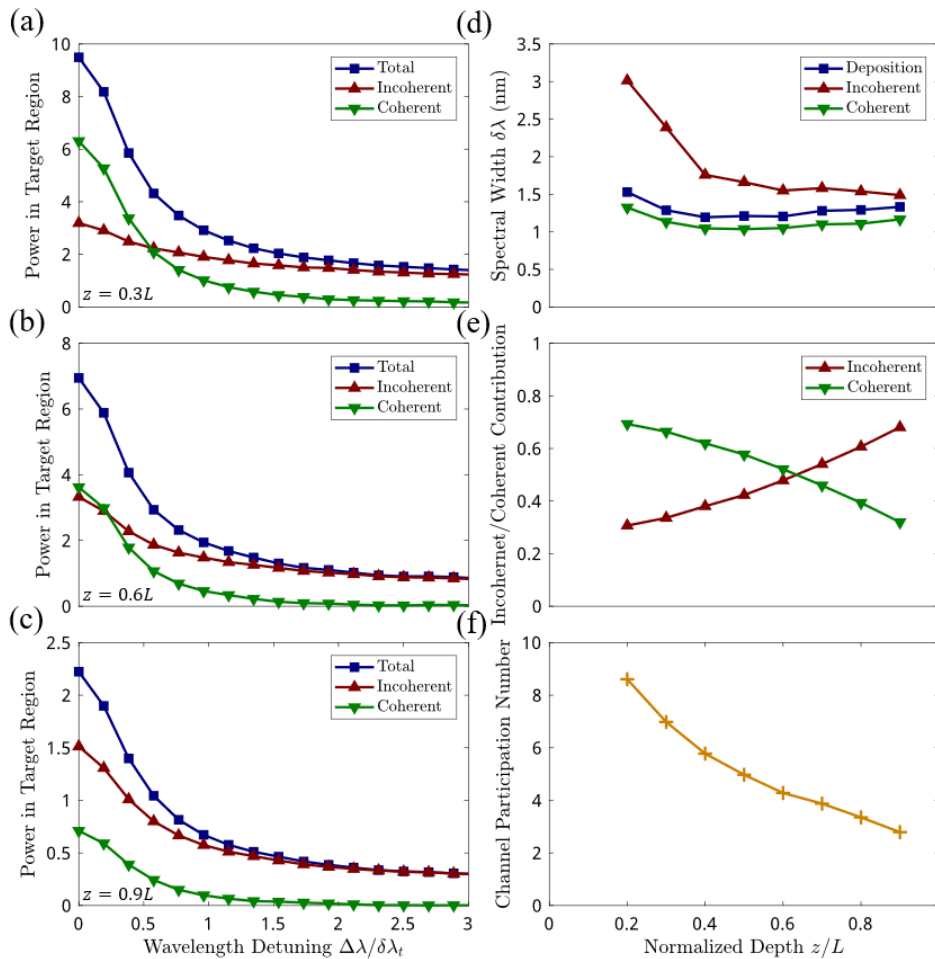 (a)
Power in Target Region
10
8
6
4
2
0
Total
Incoherent
Coherent
z = 0.3L
(b)
Power in Target Region
8
6
4
2
0
Total
Incoherent
Coherent
z = 0.6L
(c)
Power in Target Region
2.5
2
1.5
1
0.5
0
Total
Incoherent
Coherent
z = 0.9L
0 0.5 1 1.5 2 2.5 3
Wavelength Detuning Δλ/δλₜ
(d)
Spectral Width δλ (nm)
3.5
3
2.5
2
1.5
1
0.5
0
Deposition
Incoherent
Coherent
(e)
Incohernet/Coherent Contribution
1
0.8
0.6
0.4
0.2
0
Incoherent
Coherent
(f)
Channel Participation Number
10
8
6
4
2
0
0.2 0.4 0.6 0.8
Normalized Depth z/L